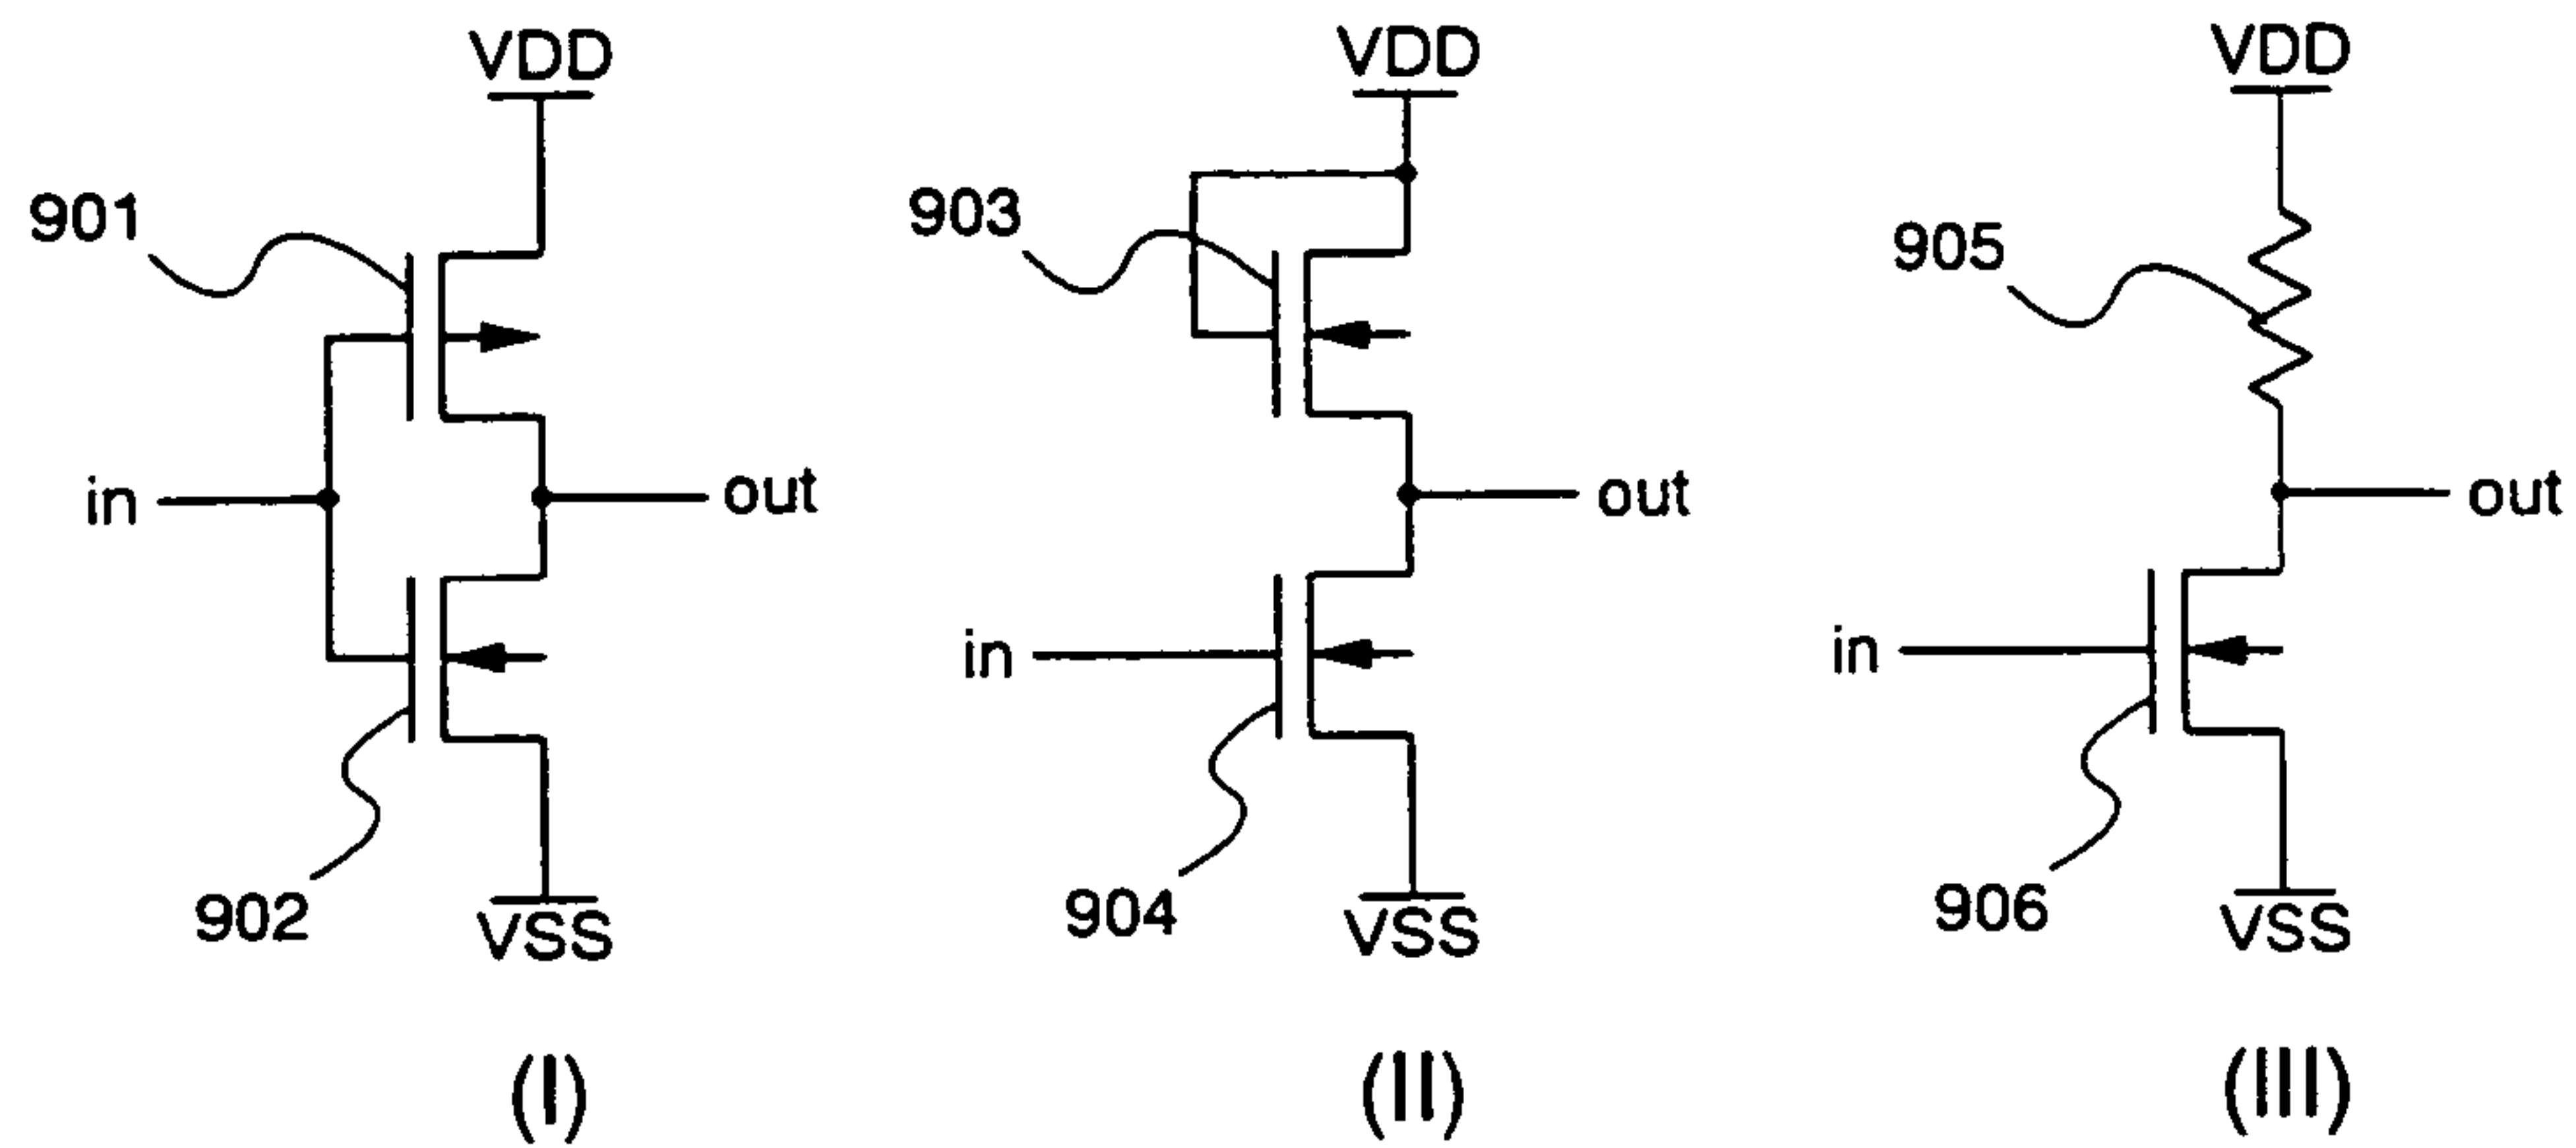 VDD
901
in
out
902
VSS
(I)
VDD
903
out
in
904
VSS
(II)
VDD
905
out
in
906
VSS
(III)